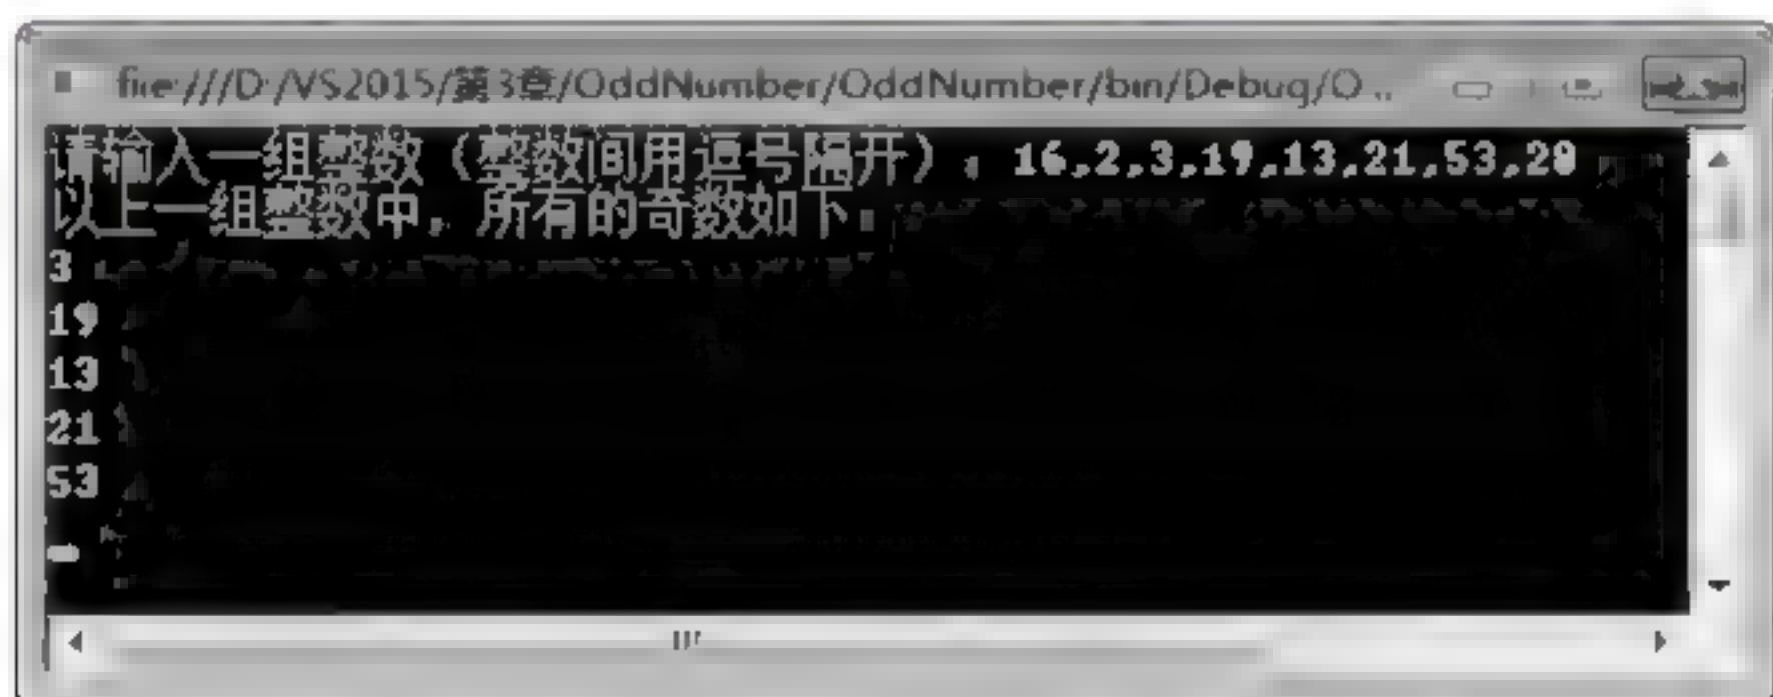 file:///D:/VS2015/第3章/OddNumber/OddNumber/bin/Debug/O...
请输入一组整数（整数间用逗号隔开）：16,2,3,19,13,21,53,20
以上一组整数中，所有的奇数如下：
3
19
13
21
53